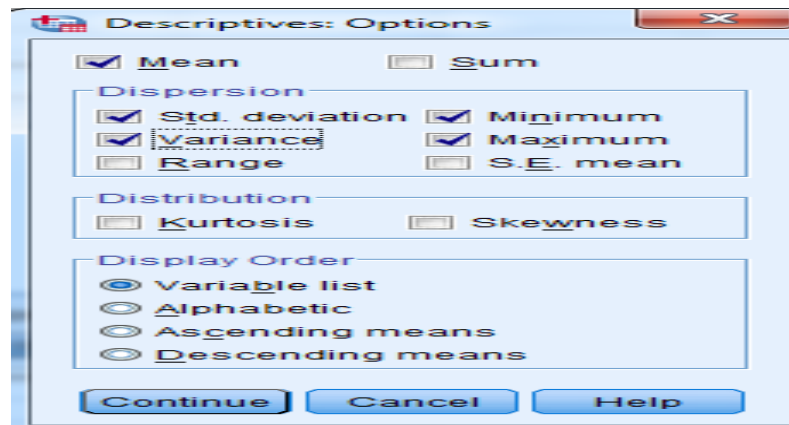 Descriptives: Options
Mean Sum
Dispersion
Std. deviation Minimum
Variance Maximum
Range S.E. mean
Distribution
Kurtosis Skewness
Display Order
Variable list
Alphabetic
Ascending means
Descending means
Continue Cancel Help